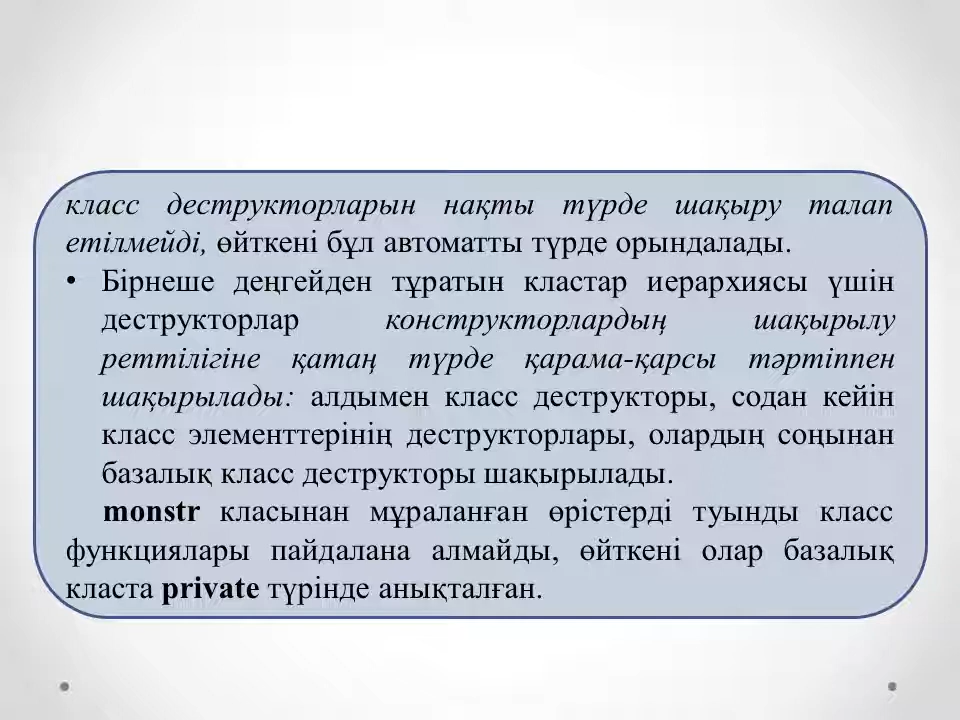 класс деструкторларын нақты түрде шақыру талап
етілмейді, өйткені бұл автоматты түрде орындалады.
• Бірнеше деңгейден тұратын кластар иерархиясы үшін
деструкторлар конструкторлардың шақырылу
реттілігіне қатаң түрде қарама-қарсы тәртіппен
шақырылады: алдымен класс деструкторы, содан кейін
класс элементтерінің деструкторлары, олардың соңынан
базалық класс деструкторы шақырылады.
monstr класынан мұраланған өрістерді туынды класс
функциялары пайдалана алмайды, өйткені олар базалық
класта private түрінде анықталған.